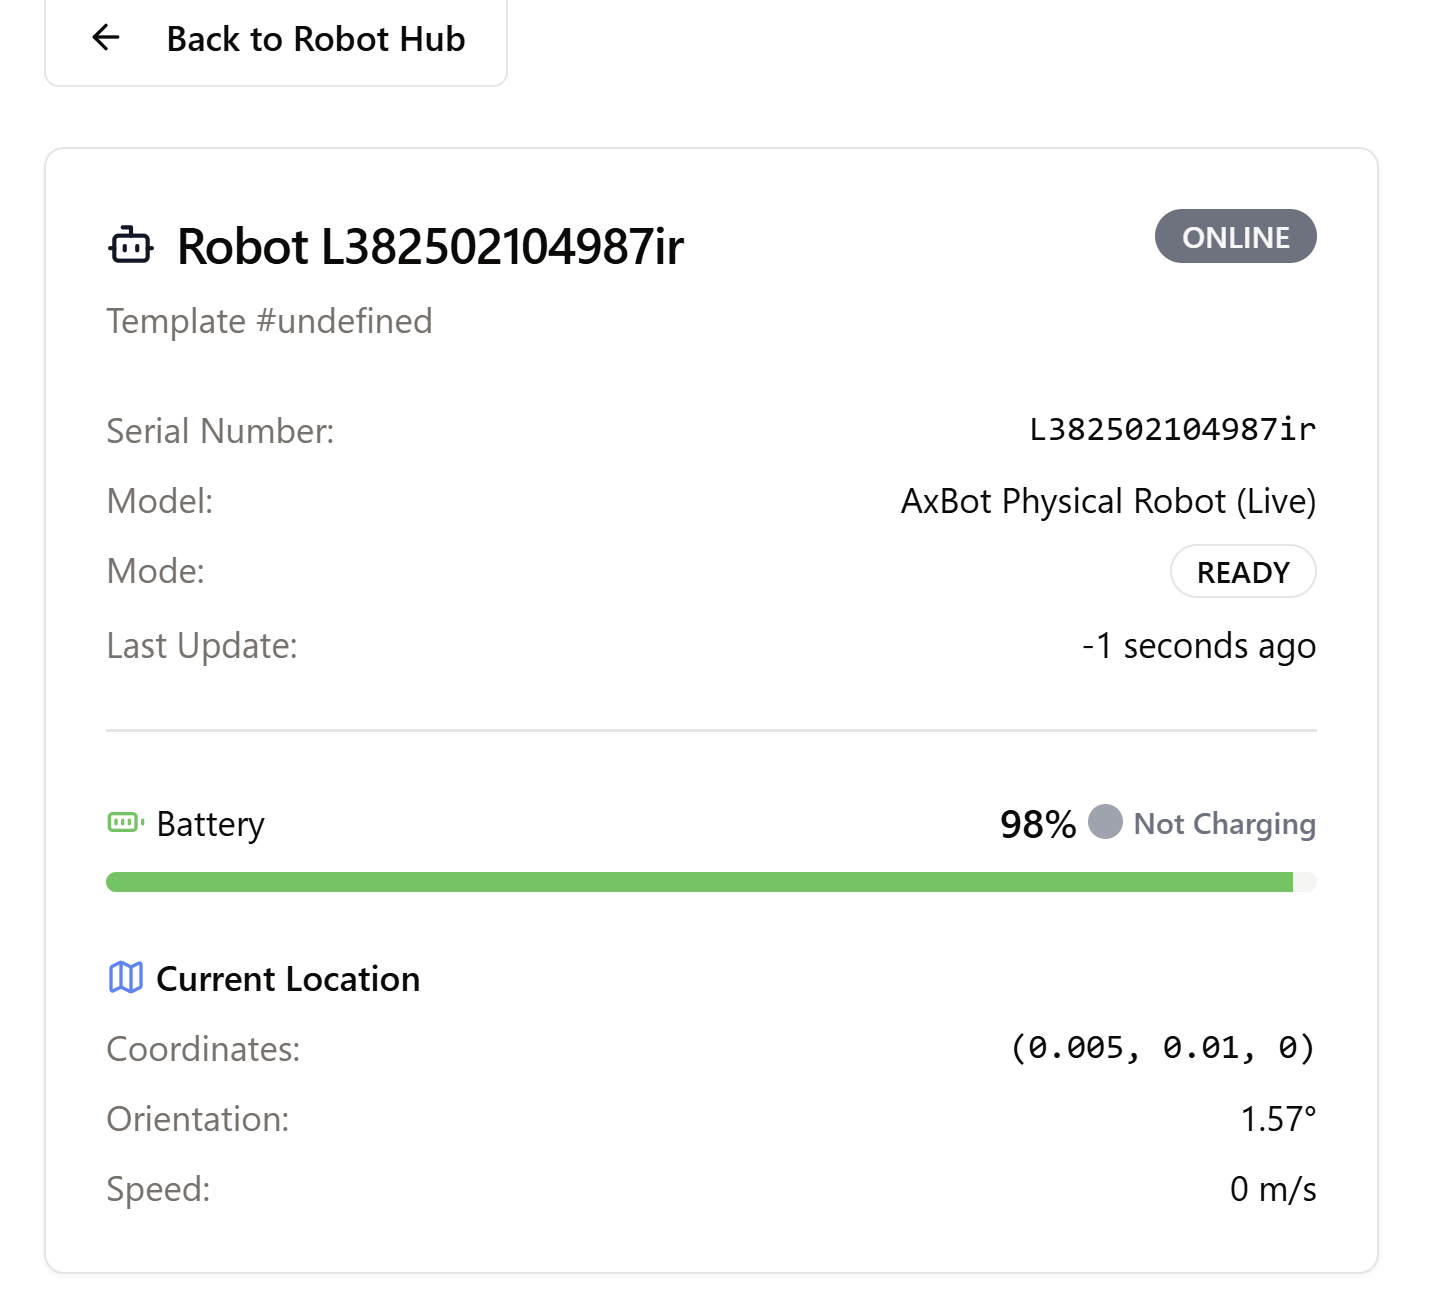 Back to Robot Hub
Robot L382502104987ir
ONLINE
Template #undefined
Serial Number: L382502104987ir
Model: AxBot Physical Robot (Live)
Mode: READY
Last Update: -1 seconds ago
Battery 98% Not Charging
Current Location
Coordinates: (0.005, 0.01, 0)
Orientation: 1.57°
Speed: 0 m/s